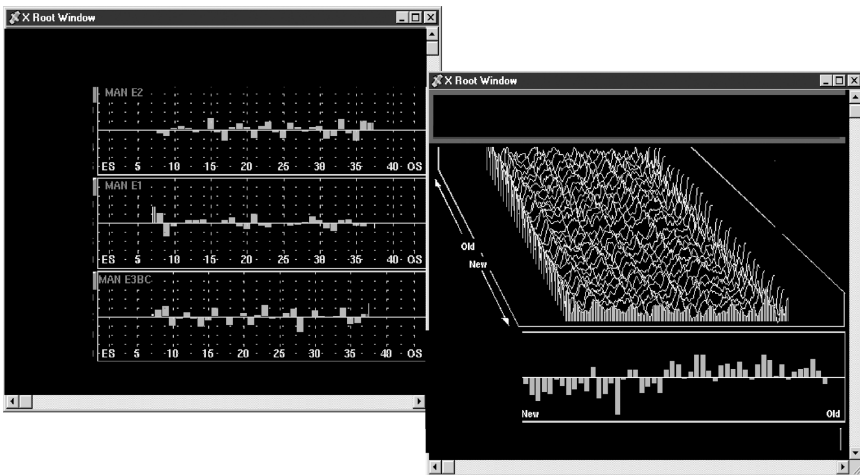 X Root Window
MAN E2
ES 5 10 15 20 25 30 35 40 OS
MAN E1
ES 5 10 15 20 25 30 35 40 OS
MAN E3BC
ES 5 10 15 20 25 30 35 40 OS
X Root Window
Old
New
New Old